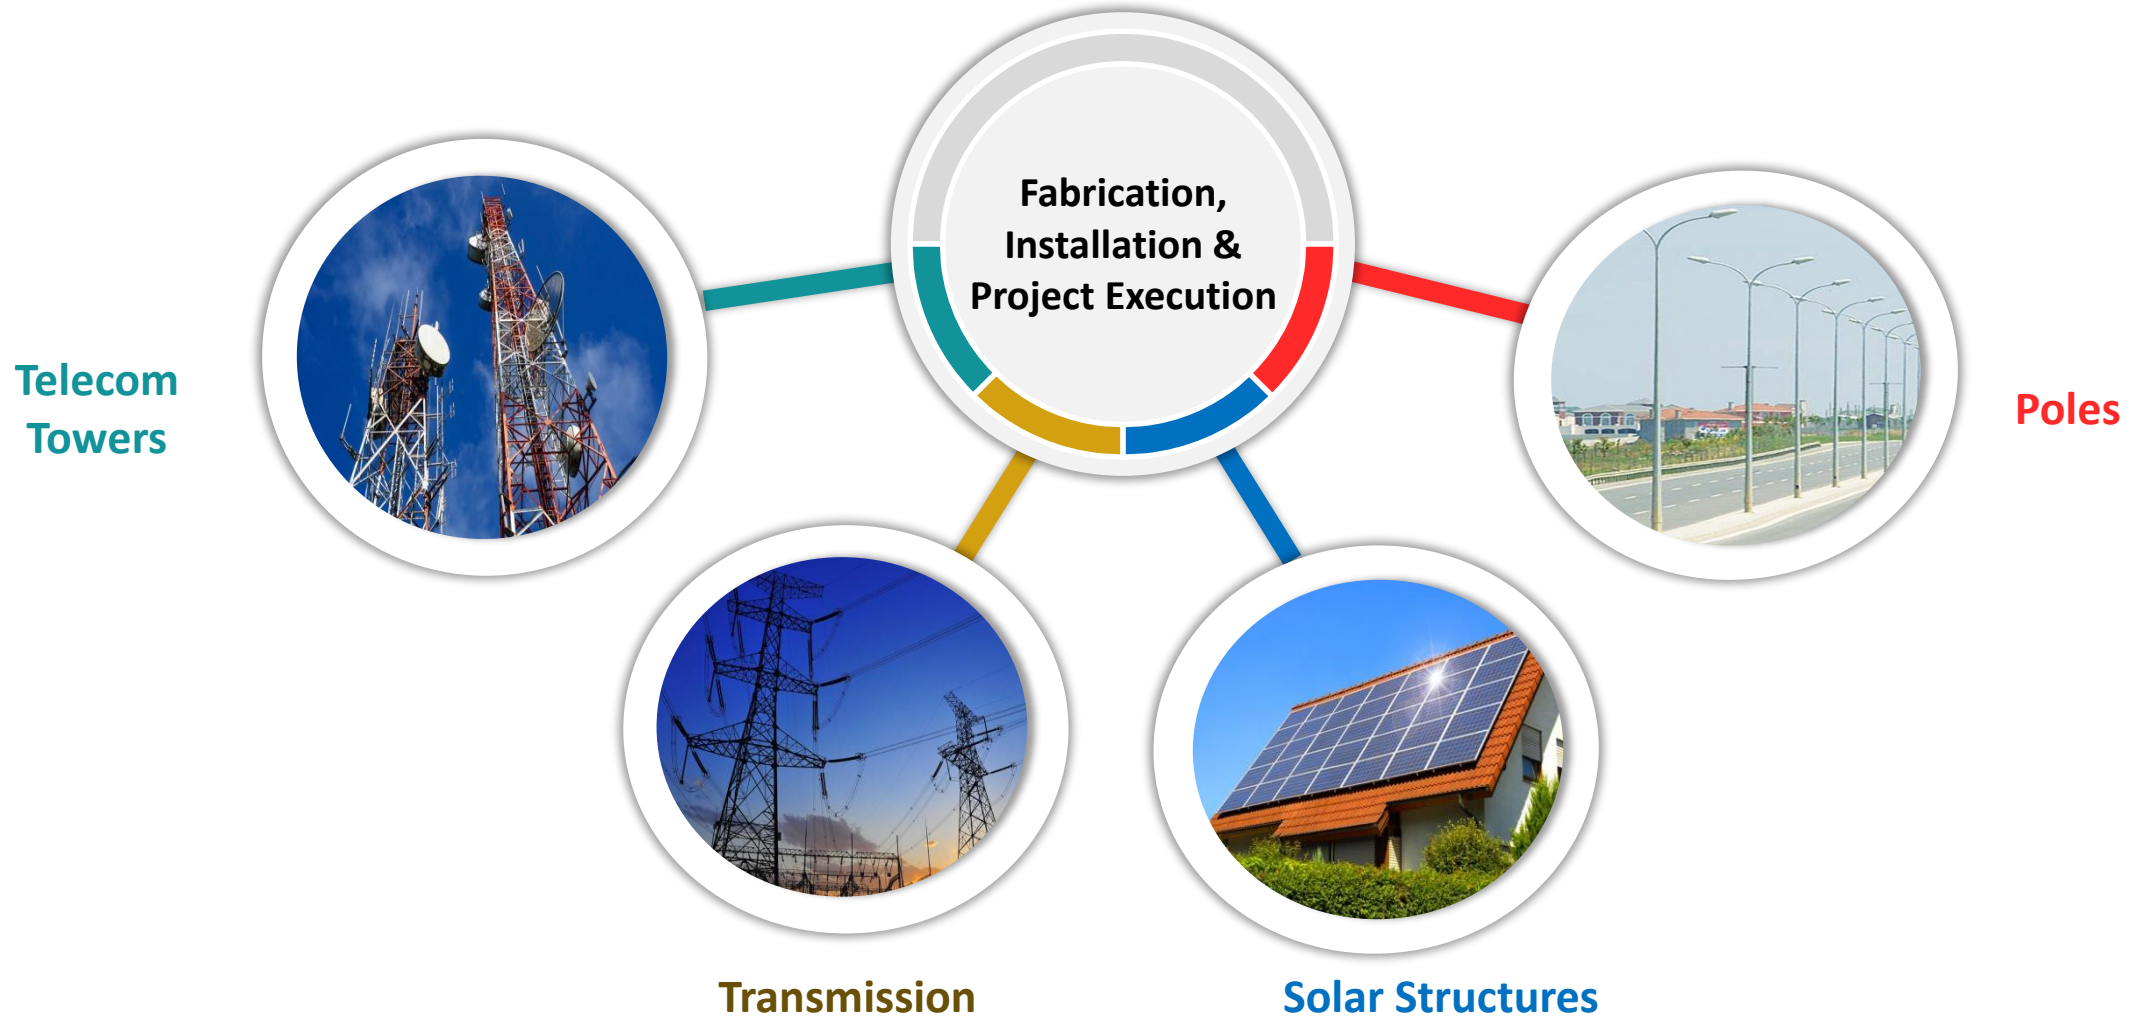 Fabrication,
Installation &
Project Execution
Telecom
Towers
Poles
Transmission
Solar Structures